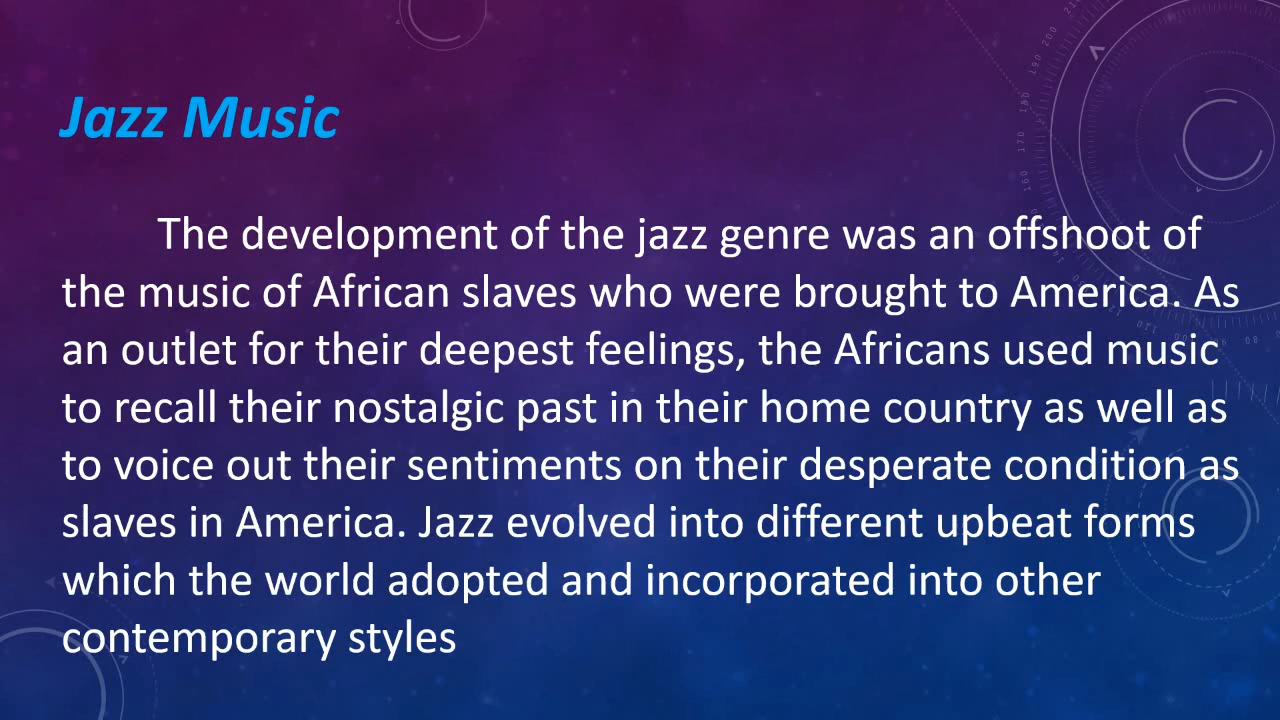 Jazz Music
The development of the jazz genre was an offshoot of
the music of African slaves who were brought to America. As
an outlet for their deepest feelings, the Africans used music
to recall their nostalgic past in their home country as well as
to voice out their sentiments on their desperate condition as
slaves in America. Jazz evolved into different upbeat forms
which the world adopted and incorporated into other
contemporary styles